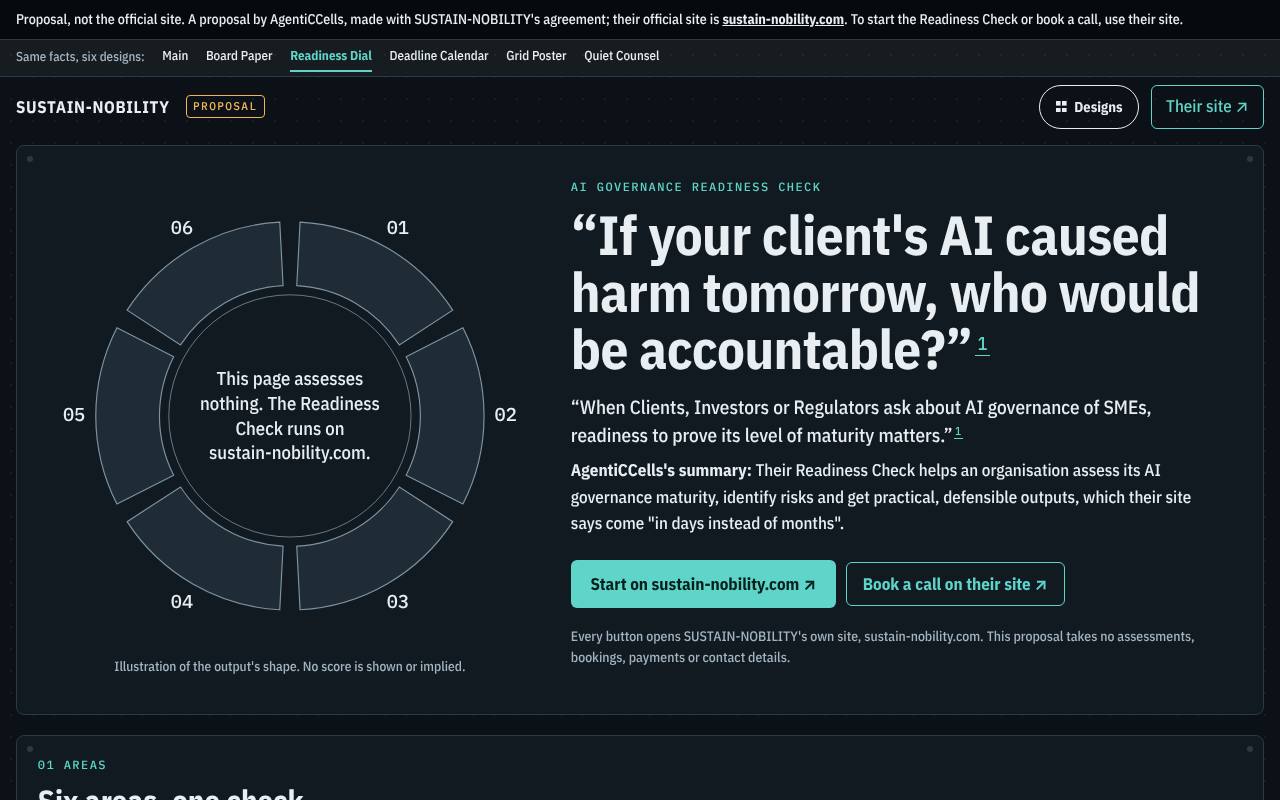 Proposal, not the official site. A proposal by AgentiCCells, made with SUSTAIN-NOBILITY's agreement; their official site is sustain-nobility.com. To start the Readiness Check or book a call, use their site.
Same facts, six designs: Main Board Paper Readiness Dial Deadline Calendar Grid Poster Quiet Counsel
SUSTAIN-NOBILITY PROPOSAL Designs Their site ↗
06 01
05 02
04 03
This page assesses
nothing. The Readiness
Check runs on
sustain-nobility.com.
Illustration of the output's shape. No score is shown or implied.
AI GOVERNANCE READINESS CHECK
“If your client's AI caused
harm tomorrow, who would
be accountable?” 1
“When Clients, Investors or Regulators ask about AI governance of SMEs,
readiness to prove its level of maturity matters.” 1
AgentiCCells's summary: Their Readiness Check helps an organisation assess its AI
governance maturity, identify risks and get practical, defensible outputs, which their site
says come "in days instead of months".
Start on sustain-nobility.com ↗ Book a call on their site ↗
Every button opens SUSTAIN-NOBILITY's own site, sustain-nobility.com. This proposal takes no assessments,
bookings, payments or contact details.
01 AREAS
Six areas, one check